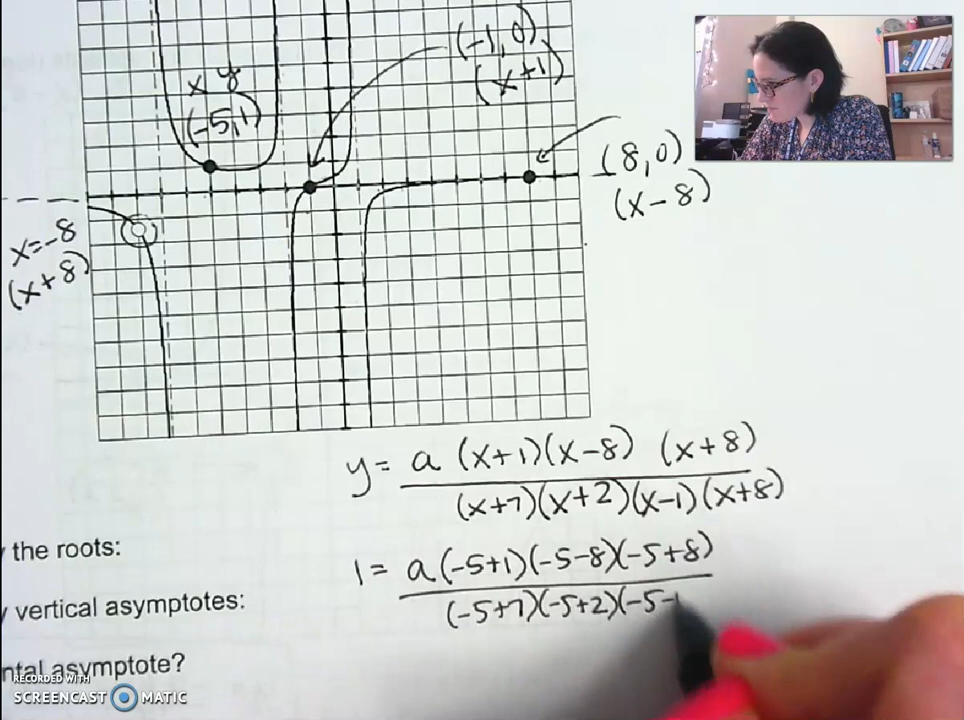 (-1,0)
(x+1)
x y
(-5,1)
(8,0)
(x-8)
x=-8
(x+8)
y= a (x+1)(x-8) (x+8)
(x+7)(x+2)(x-1)(x+8)
1= a(-5+1)(-5-8)(-5+8)
(-5+7)(-5+2)(-5-
the roots:
vertical asymptotes:
ntal asymptote?
RECORDED WITH
SCREENCAST MATIC